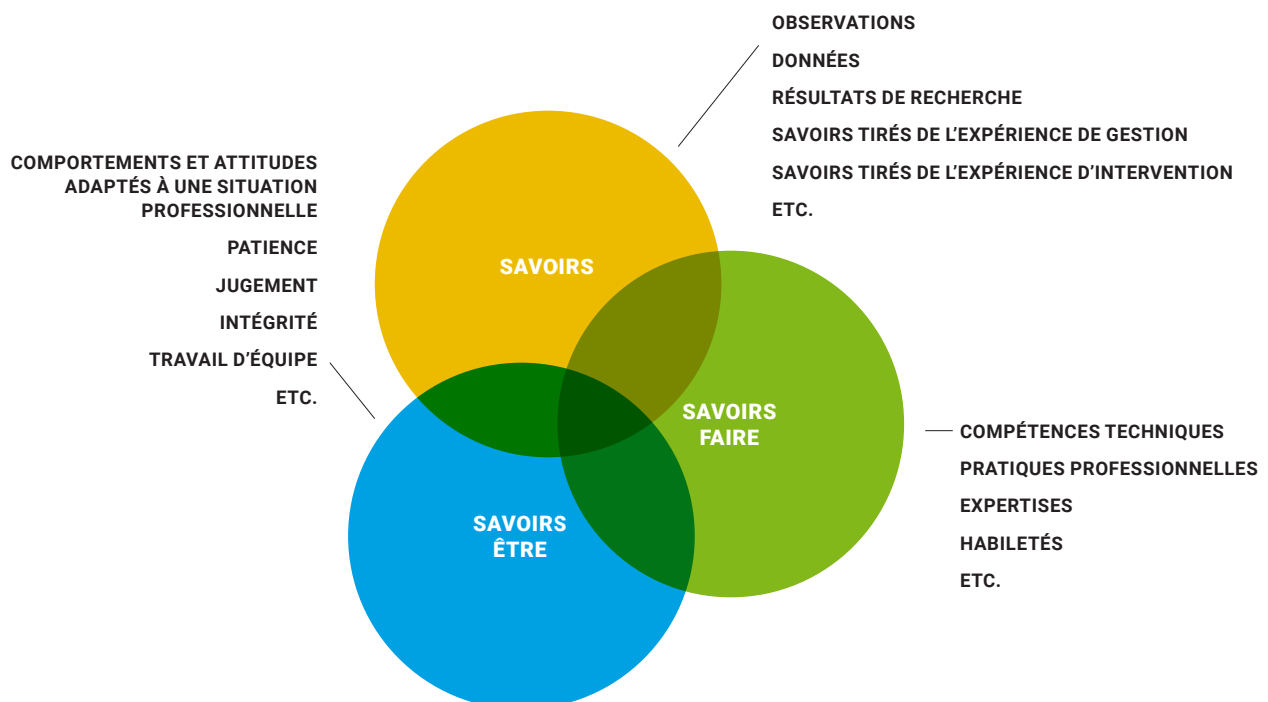 OBSERVATIONS
DONNÉES
RÉSULTATS DE RECHERCHE
SAVOIRS TIRÉS DE L’EXPÉRIENCE DE GESTION
SAVOIRS TIRÉS DE L’EXPÉRIENCE D’INTERVENTION
ETC.
COMPORTEMENTS ET ATTITUDES
ADAPTÉS À UNE SITUATION
PROFESSIONNELLE
PATIENCE
JUGEMENT
INTÉGRITÉ
TRAVAIL D’ÉQUIPE
ETC.
SAVOIRS
SAVOIRS
FAIRE
SAVOIRS
ÊTRE
COMPÉTENCES TECHNIQUES
PRATIQUES PROFESSIONNELLES
EXPERTISES
HABILETÉS
ETC.